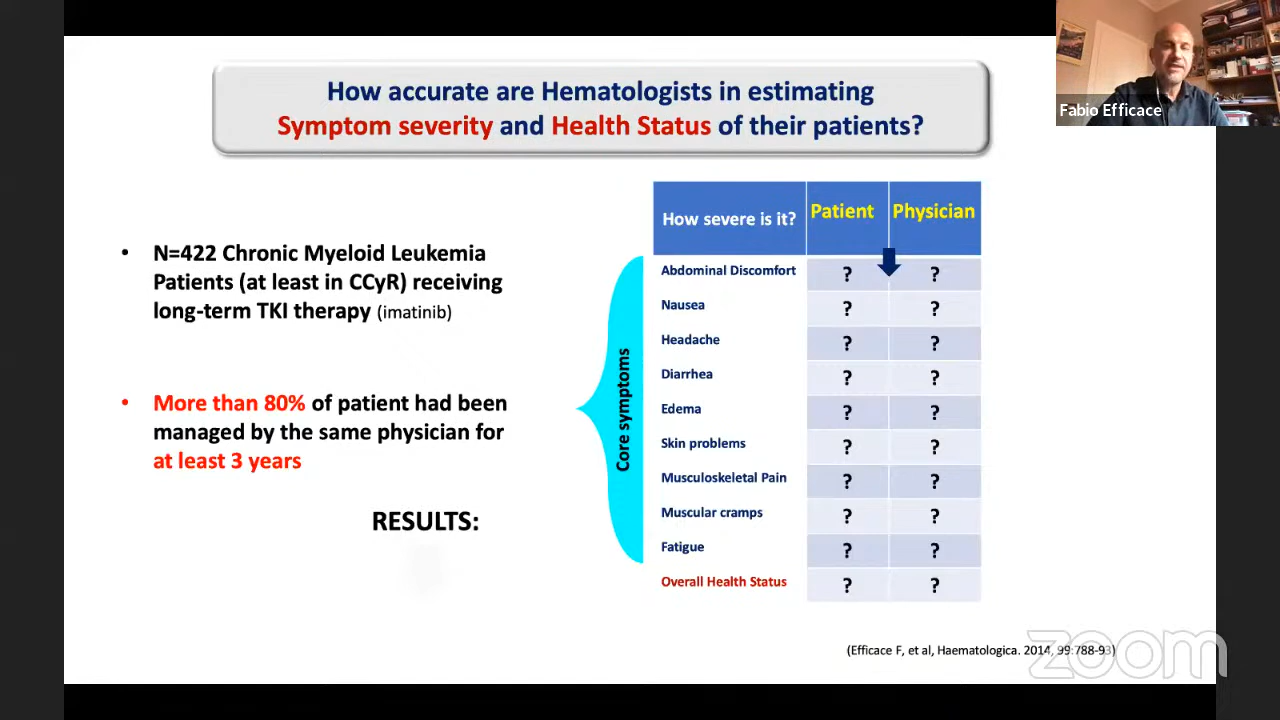 How accurate are Hematologists in estimating
Symptom severity and Health Status of their patients?
Fabio Efficace
• N=422 Chronic Myeloid Leukemia
Patients (at least in CCyR) receiving
long-term TKI therapy (imatinib)
• More than 80% of patient had been
managed by the same physician for
at least 3 years
RESULTS:
Core symptoms
How severe is it? Patient Physician
Abdominal Discomfort ? ?
Nausea ? ?
Headache ? ?
Diarrhea ? ?
Edema ? ?
Skin problems ? ?
Musculoskeletal Pain ? ?
Muscular cramps ? ?
Fatigue ? ?
Overall Health Status ? ?
(Efficace F, et al, Haematologica. 2014, 99:788-93)
zoom